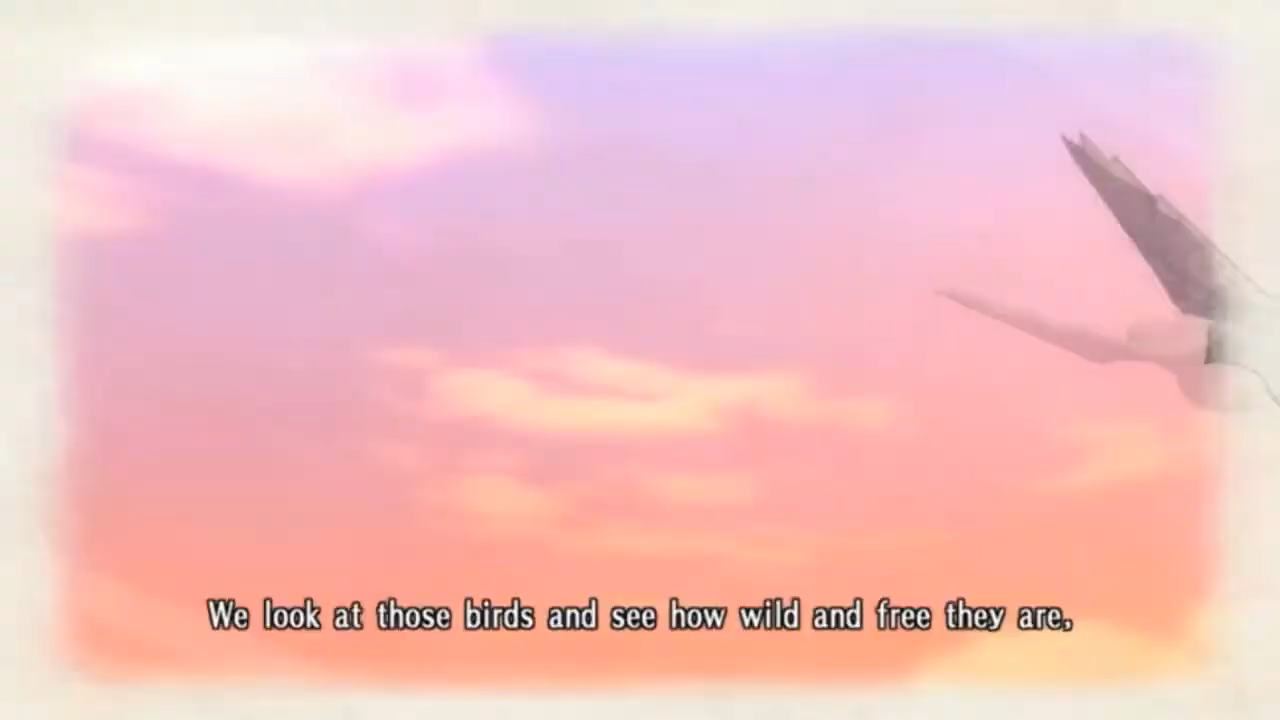 We look at those birds and see how wild and free they are,